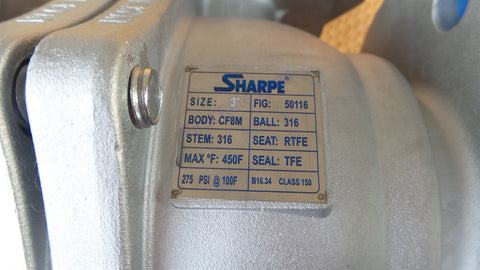 SHARPE®
SIZE: 3" FIG: 50116
BODY: CF8M BALL: 316
STEM: 316 SEAT: RTFE
MAX °F: 450F SEAL: TFE
275 PSI @ 100F B16.34 CLASS 150